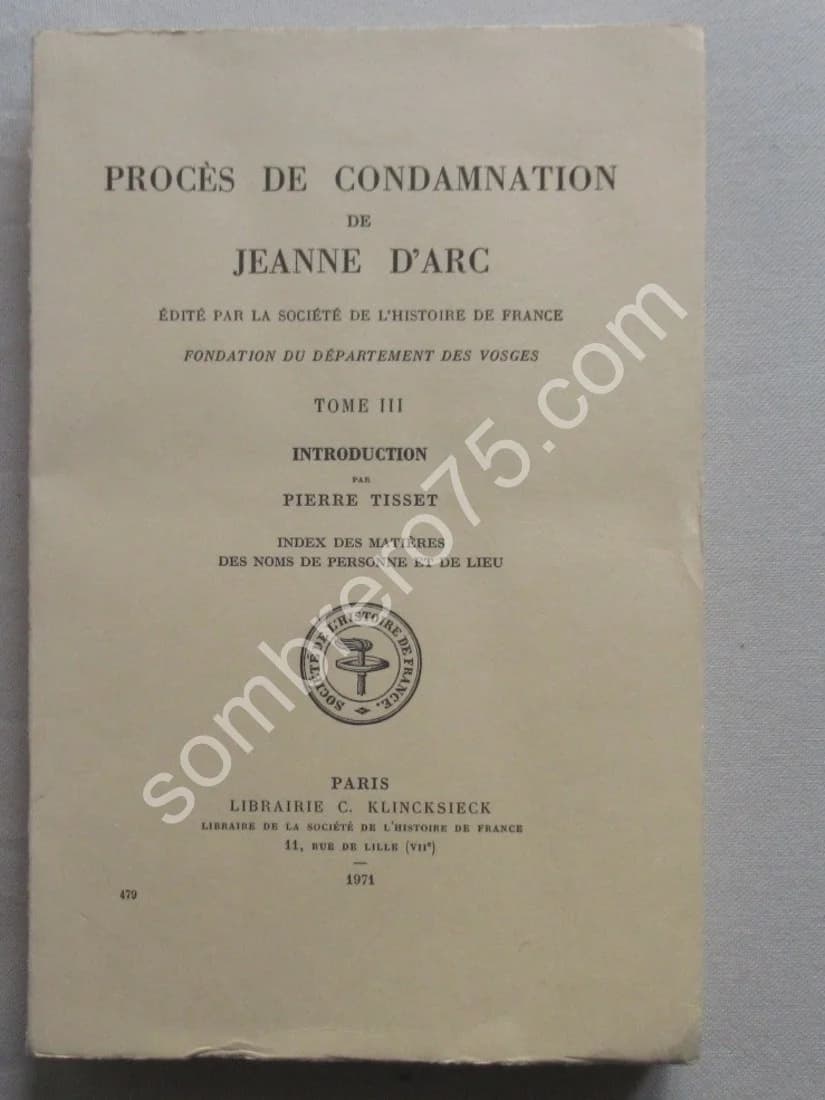 PROCÈS DE CONDAMNATION
DE
JEANNE D'ARC
ÉDITÉ PAR LA SOCIÉTÉ DE L'HISTOIRE DE FRANCE
FONDATION DU DÉPARTEMENT DES VOSGES
TOME III
INTRODUCTION
PAR
PIERRE TISSET
INDEX DES MATIÈRES
DES NOMS DE PERSONNE ET DE LIEU
SOCIÉTÉ DE L'HISTOIRE DE FRANCE.
PARIS
LIBRAIRIE C. KLINCKSIECK
LIBRAIRE DE LA SOCIÉTÉ DE L'HISTOIRE DE FRANCE
11, RUE DE LILLE (VIIe)
1971
479
sombrero75.com